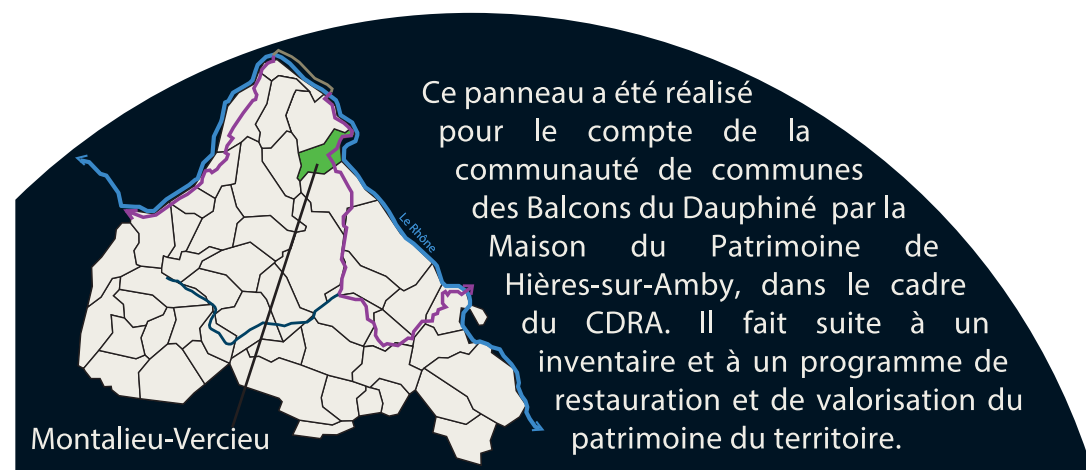 Ce panneau a été réalisé
pour le compte de la
communauté de communes
des Balcons du Dauphiné par la
Maison du Patrimoine de
Hières-sur-Amby, dans le cadre
du CDRA. Il fait suite à un
inventaire et à un programme de
restauration et de valorisation du
patrimoine du territoire.
Le Rhône
Montalieu-Vercieu